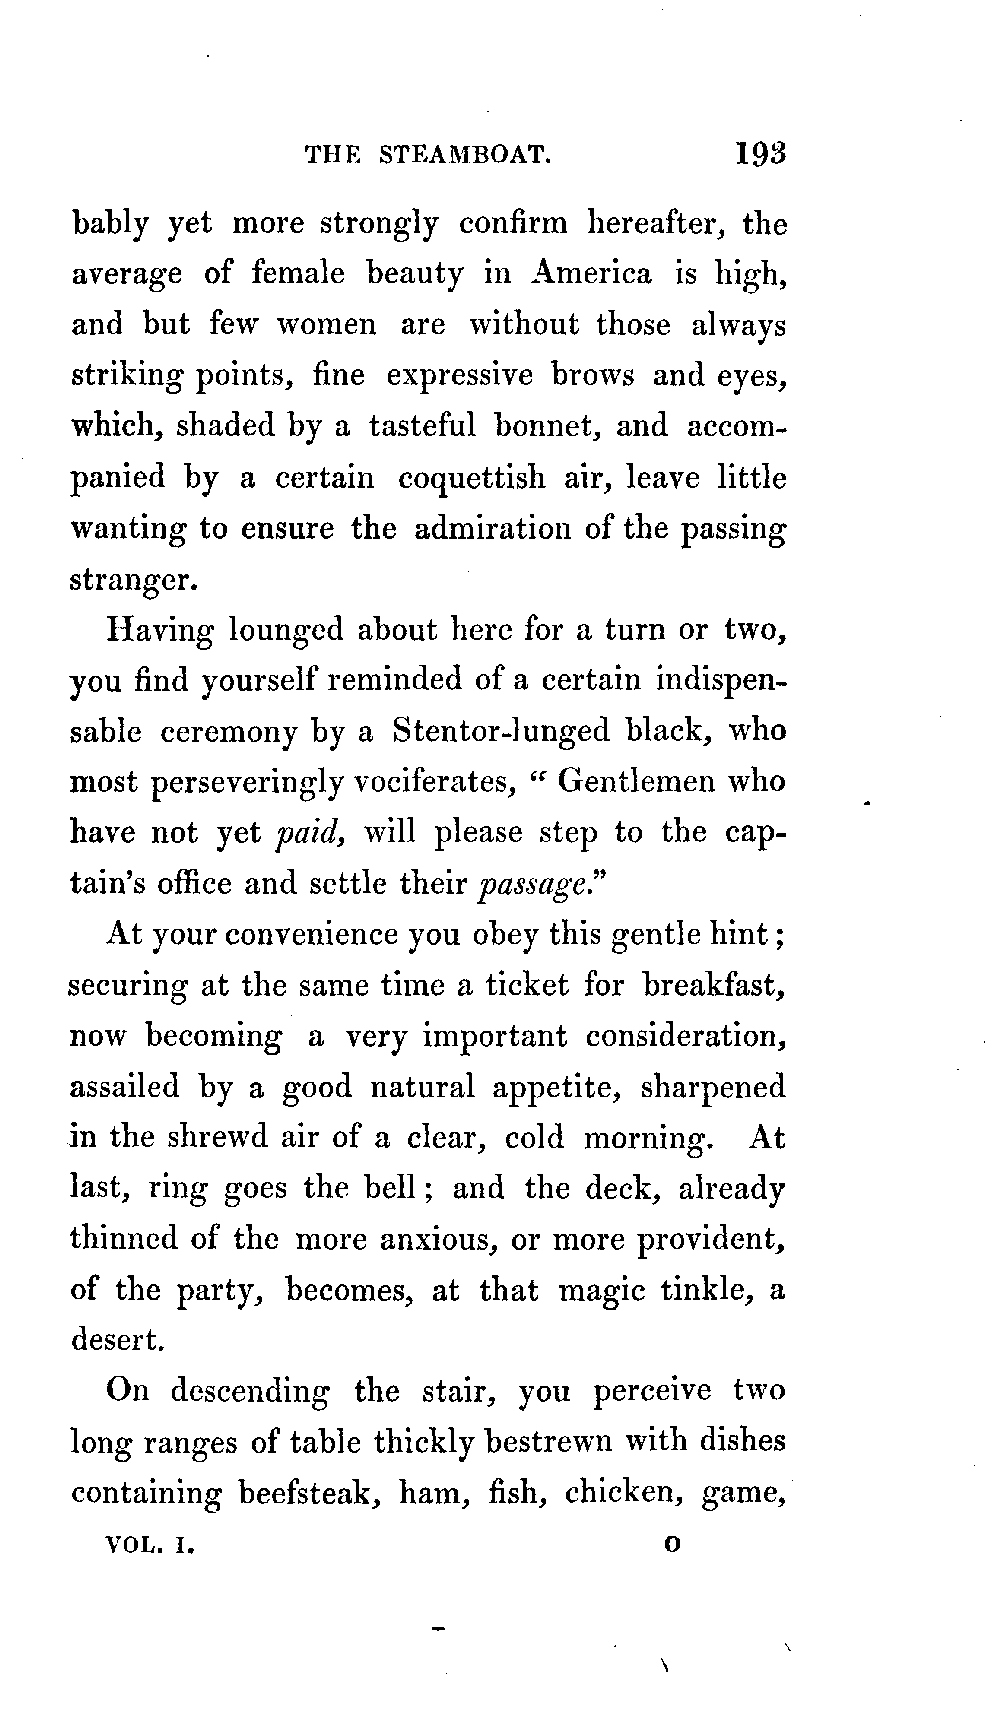 THE STEAMBOAT. 193
bably yet more strongly confirm hereafter, the
average of female beauty in America is high,
and but few women are without those always
striking points, fine expressive brows and eyes,
which, shaded by a tasteful bonnet, and accom-
panied by a certain coquettish air, leave little
wanting to ensure the admiration of the passing
stranger.
Having lounged about here for a turn or two,
you find yourself reminded of a certain indispen-
sable ceremony by a Stentor-lunged black, who
most perseveringly vociferates, “ Gentlemen who
have not yet paid, will please step to the cap-
tain's office and settle their passage.”
At your convenience you obey this gentle hint ;
securing at the same time a ticket for breakfast,
now becoming a very important consideration,
assailed by a good natural appetite, sharpened
in the shrewd air of a clear, cold morning. At
last, ring goes the bell ; and the deck, already
thinned of the more anxious, or more provident,
of the party, becomes, at that magic tinkle, a
desert.
On descending the stair, you perceive two
long ranges of table thickly bestrewn with dishes
containing beefsteak, ham, fish, chicken, game,
VOL. I. O